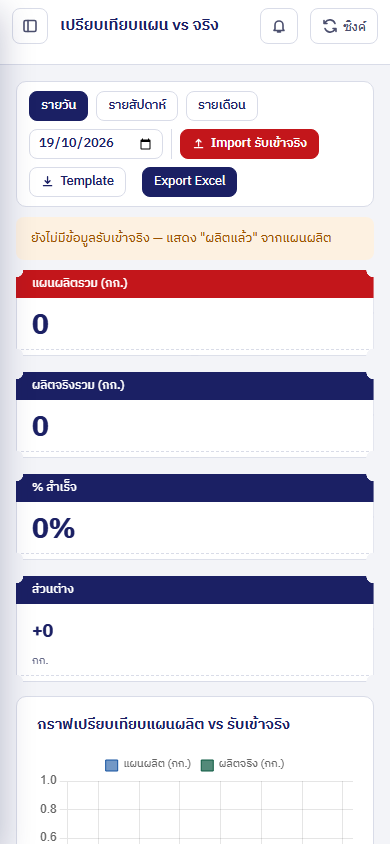 เปรียบเทียบแผน vs จริง
ซิงค์
รายวัน
รายสัปดาห์
รายเดือน
19/10/2026
Import รับเข้าจริง
Template
Export Excel
ยังไม่มีข้อมูลรับเข้าจริง — แสดง "ผลิตแล้ว" จากแผนผลิต
แผนผลิตรวม (กก.)
0
ผลิตจริงรวม (กก.)
0
% สำเร็จ
0%
ส่วนต่าง
+0
กก.
กราฟเปรียบเทียบแผนผลิต vs รับเข้าจริง
แผนผลิต (กก.)
ผลิตจริง (กก.)
1.0
0.8
0.6